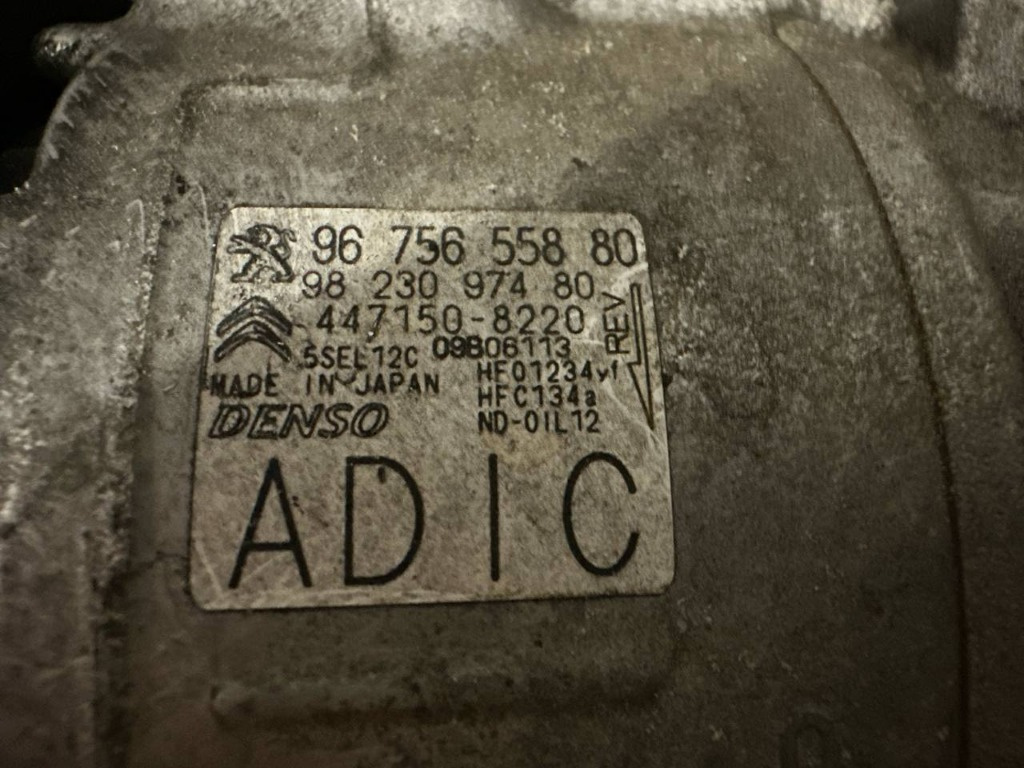 96 756 558 80
98 230 974 80
447150-8220
REV
5SEL12C 09B06113
HF01234yf
MADE IN JAPAN
HFC134a
DENSO
ND-OIL12
ADIC